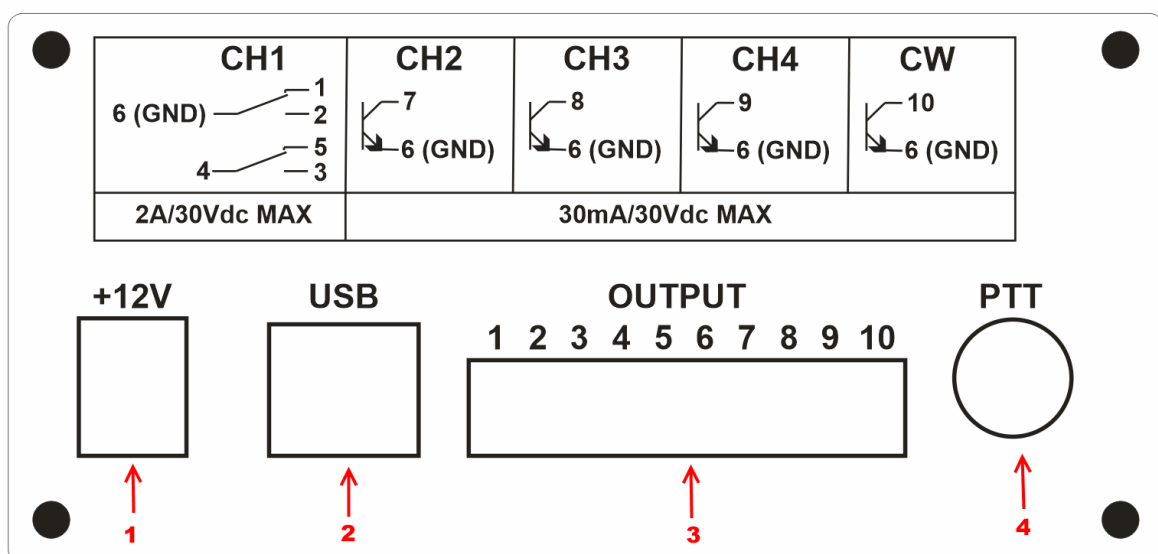 CH1 CH2 CH3 CH4 CW
1 7 8 9 10
6 (GND) 2
5 6 (GND) 6 (GND) 6 (GND) 6 (GND)
4 3
2A/30Vdc MAX 30mA/30Vdc MAX
+12V USB OUTPUT PTT
1 2 3 4 5 6 7 8 9 10
1 2 3 4